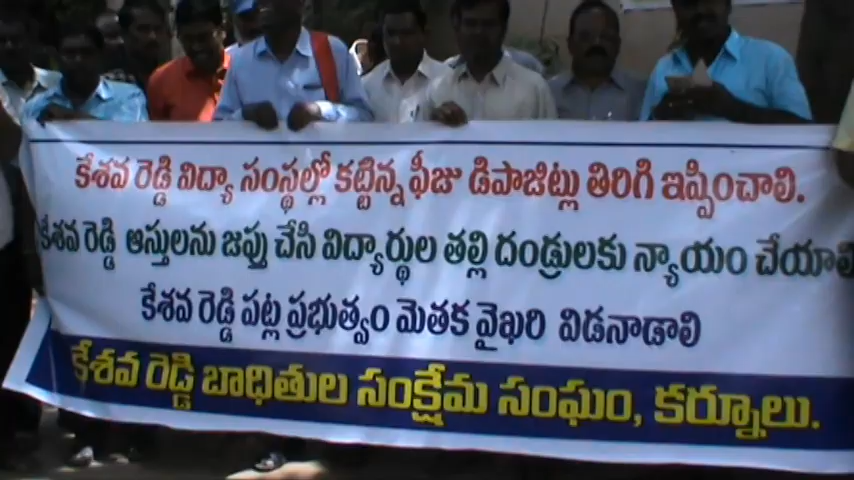 కేశవ రెడ్డి విద్యా సంస్థల్లో కట్టిన్న ఫీజు డిపాజిట్లు తిరిగి ఇప్పించాలి.
కేశవ రెడ్డి ఆస్తులను జప్తు చేసి విద్యార్థుల తల్లి దండ్రులకు న్యాయం చేయాలి
కేశవ రెడ్డి పట్ల ప్రభుత్వం మెతక వైఖరి విడనాడాలి
కేశవ రెడ్డి బాధితుల సంక్షేమ సంఘం, కర్నూలు.